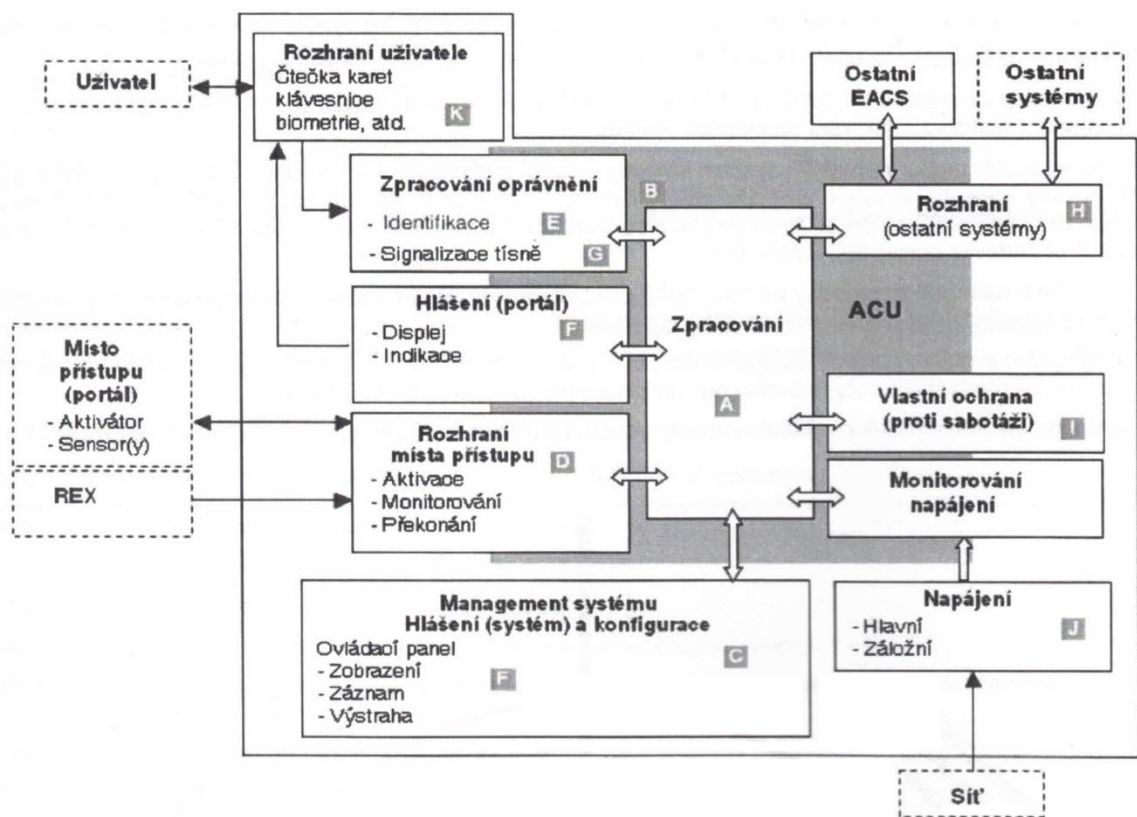 Uživatel
Rozhraní uživatele
Čtečka karet
klávesnice
biometrie, atd.
K
Ostatní
EACS
Ostatní
systémy
Zpracování oprávnění
B
- Identifikace
E
- Signalizace tísně
G
Rozhraní
(ostatní systémy)
H
Hlášení (portál)
- Displej
- Indikace
F
Zpracování
A
ACU
Místo
přístupu
(portál)
- Aktivátor
- Sensor(y)
REX
Rozhraní
místa přístupu
- Aktivace
- Monitorování
- Překonání
D
Vlastní ochrana
(proti sabotáži)
I
Monitorování
napájení
Management systému
Hlášení (systém) a konfigurace
Ovládací panel
- Zobrazení
- Záznam
- Výstraha
F
C
Napájení
- Hlavní
- Záložní
J
Síť